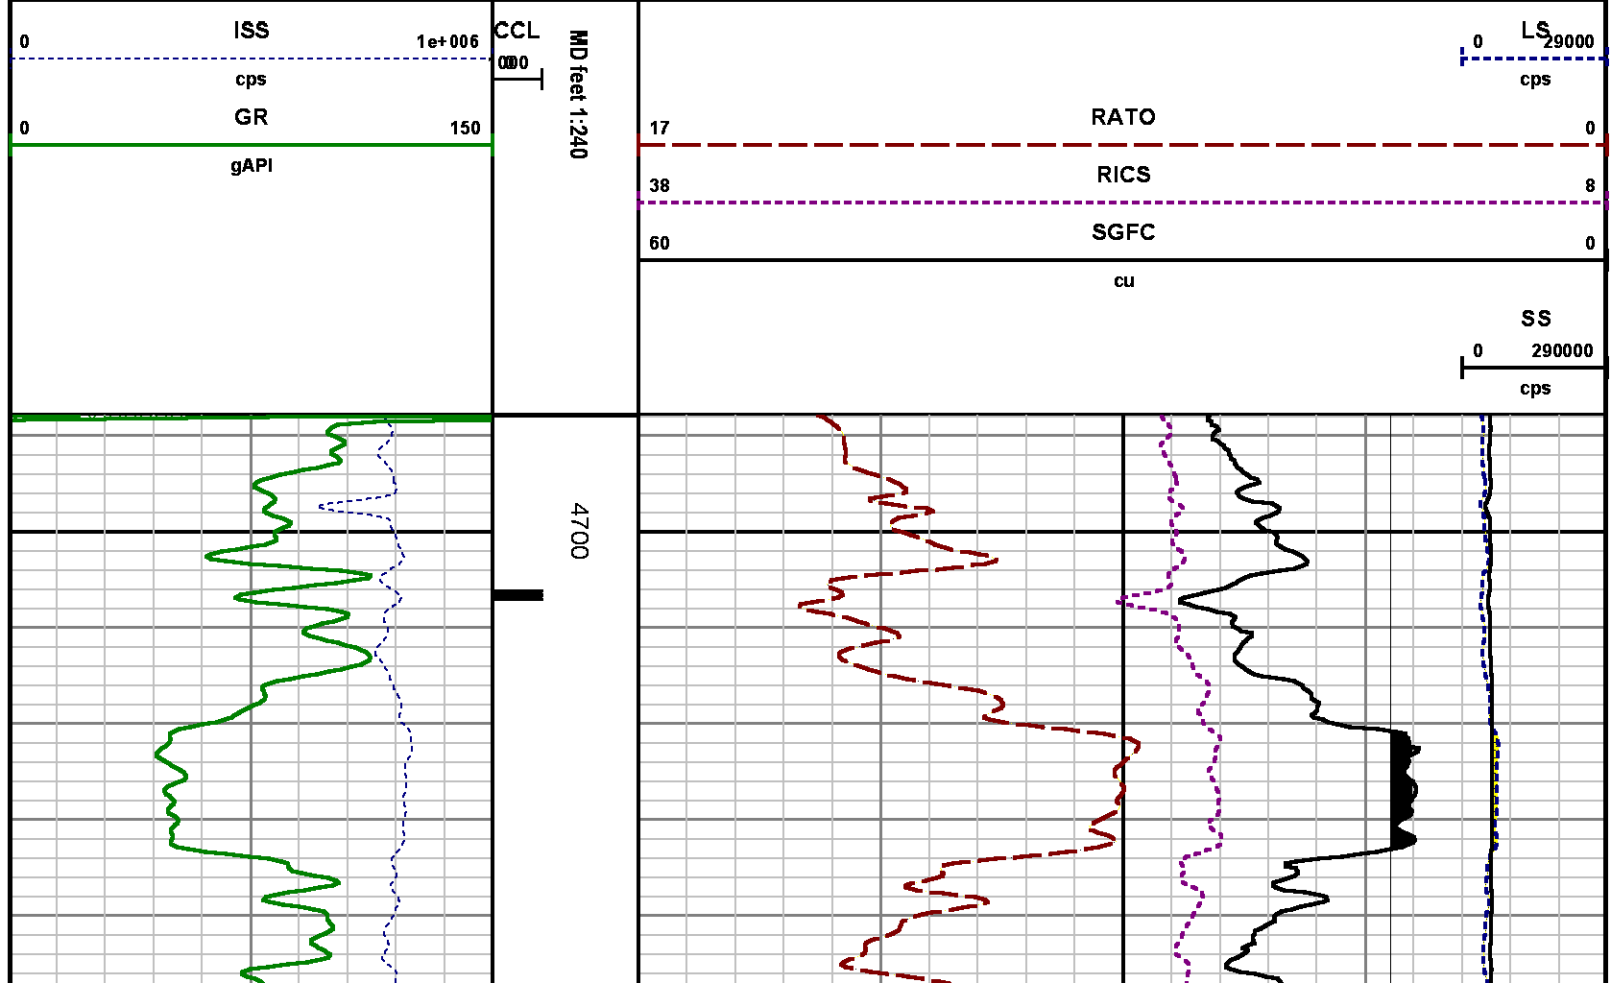 ISS
0 1e+006
cps
GR
0 150
gAPI
CCL
MD feet 1:240
LS
0 29000
cps
RATO
17 0
RICS
38 8
SGFC
60 0
cu
SS
0 290000
cps
4700